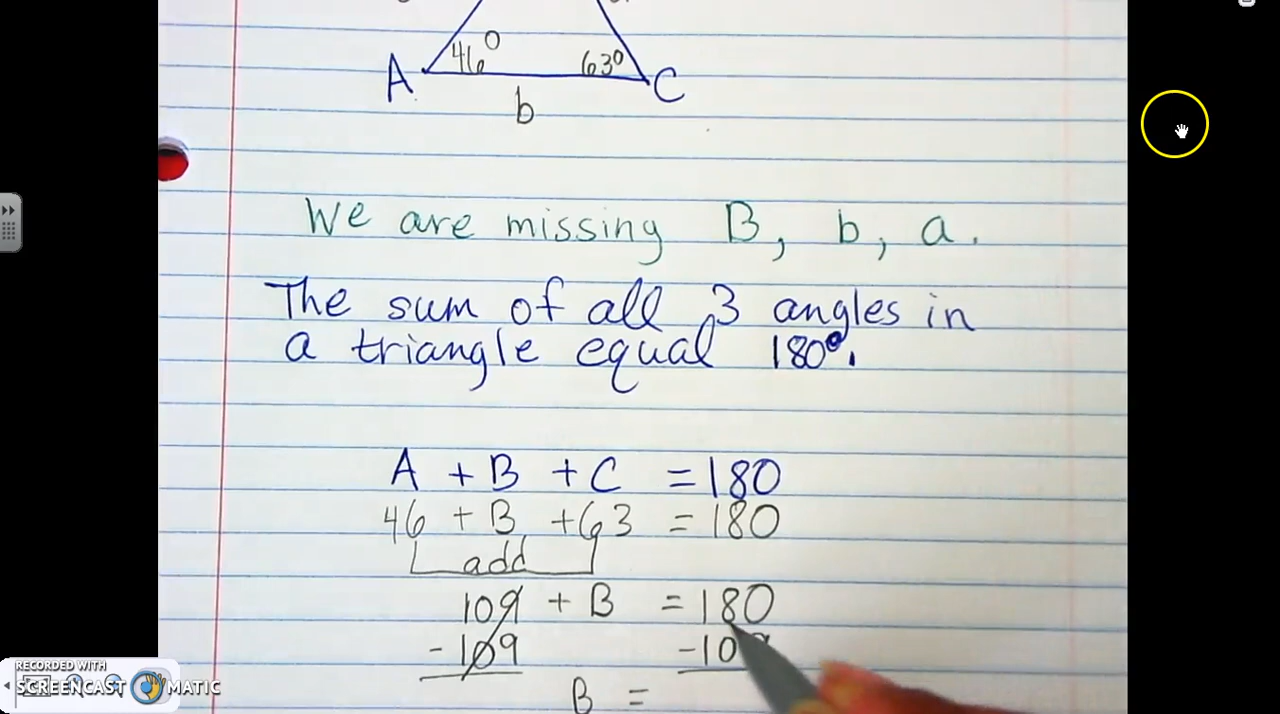 46° 63°
A C
b
We are missing B, b, a.
The sum of all 3 angles in
a triangle equal 180°.
A + B + C = 180
46 + B + 63 = 180
add
109 + B = 180
- 109 -10
B =
RECORDED WITH
SCREENCAST MATIC